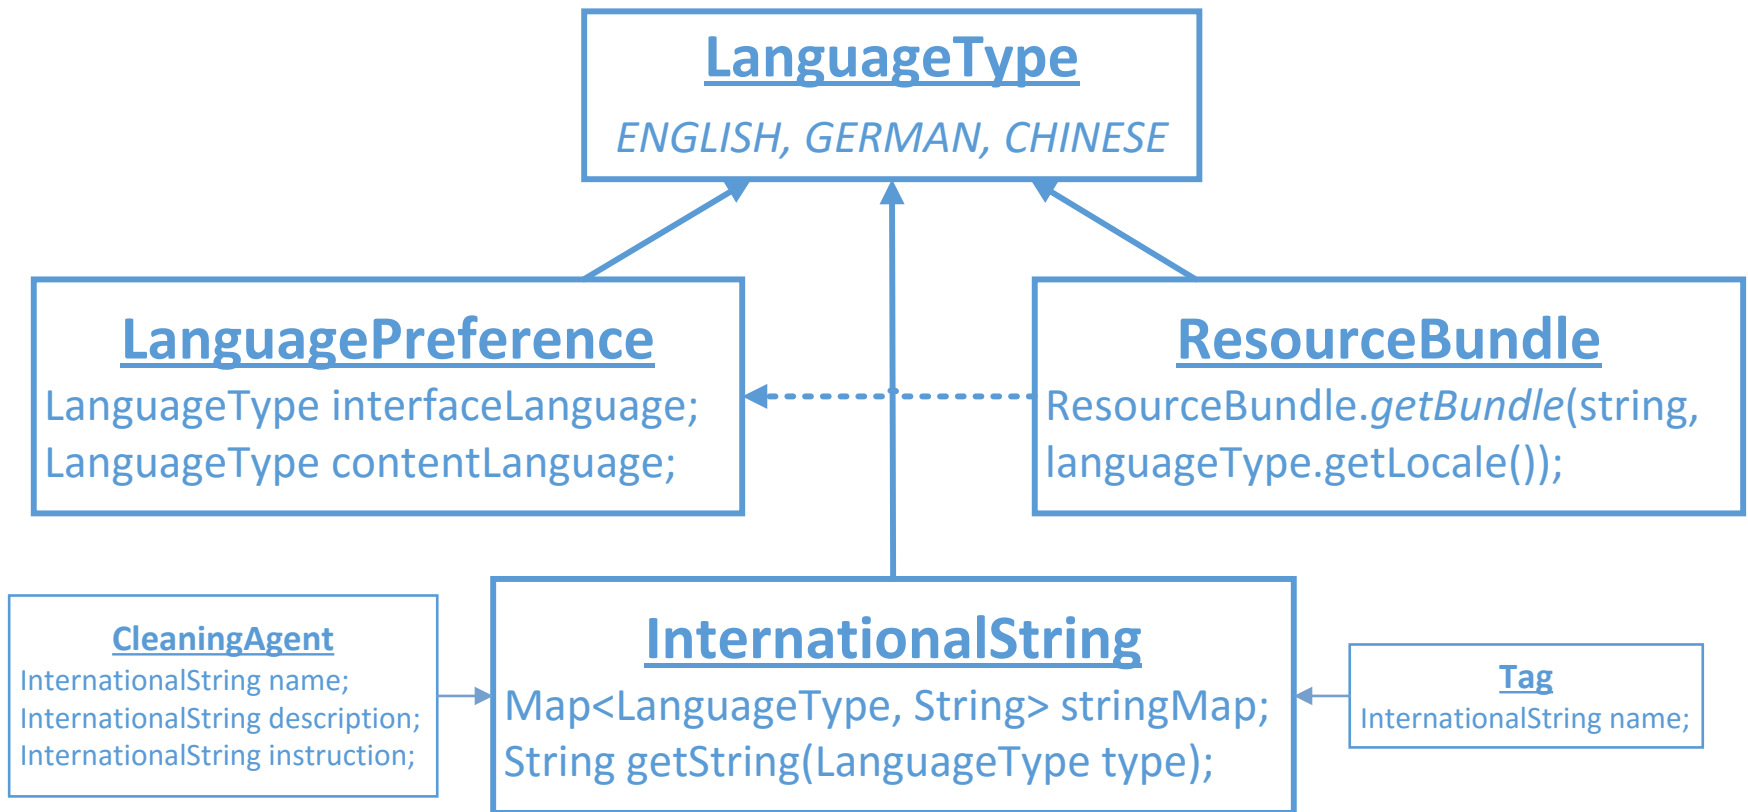 LanguageType
ENGLISH, GERMAN, CHINESE
LanguagePreference
LanguageType interfaceLanguage;
LanguageType contentLanguage;
ResourceBundle
ResourceBundle.getBundle(string,
languageType.getLocale());
CleaningAgent
InternationalString name;
InternationalString description;
InternationalString instruction;
InternationalString
Map<LanguageType, String> stringMap;
String getString(LanguageType type);
Tag
InternationalString name;